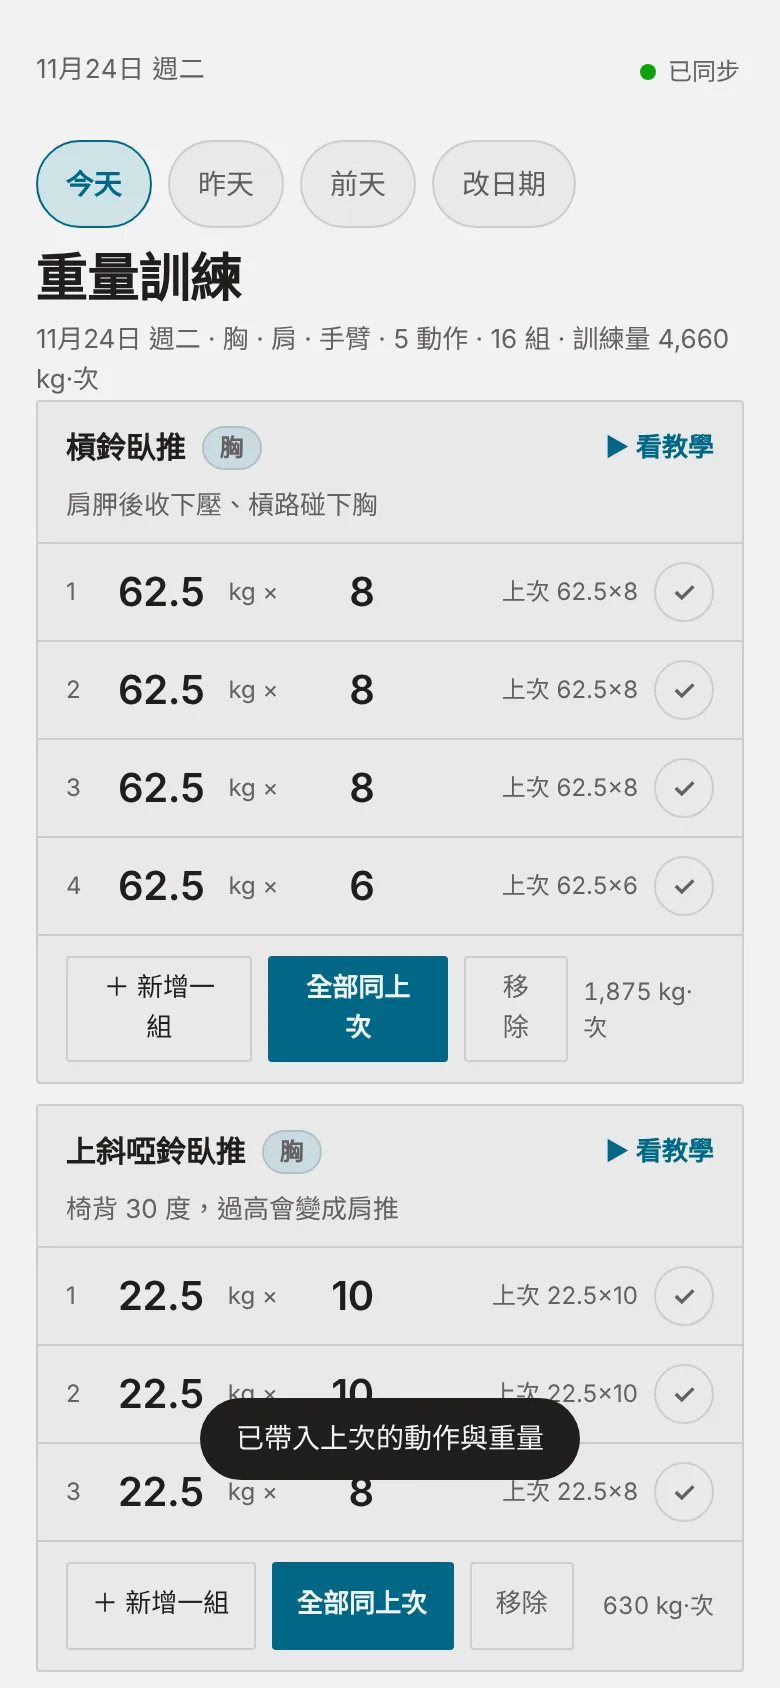 11月24日 週二
已同步
今天 昨天 前天 改日期
重量訓練
11月24日 週二 · 胸 · 肩 · 手臂 · 5 動作 · 16 組 · 訓練量 4,660
kg·次
槓鈴臥推 胸 ▶ 看教學
肩胛後收下壓、槓路碰下胸
1 62.5 kg × 8 上次 62.5×8 ✓
2 62.5 kg × 8 上次 62.5×8 ✓
3 62.5 kg × 8 上次 62.5×8 ✓
4 62.5 kg × 6 上次 62.5×6 ✓
＋ 新增一
組
全部同上
次
移
除
1,875 kg·
次
上斜啞鈴臥推 胸 ▶ 看教學
椅背 30 度，過高會變成肩推
1 22.5 kg × 10 上次 22.5×10 ✓
2 22.5 kg × 10 上次 22.5×10 ✓
已帶入上次的動作與重量
3 22.5 kg × 8 上次 22.5×8 ✓
＋ 新增一組 全部同上次 移除 630 kg·次